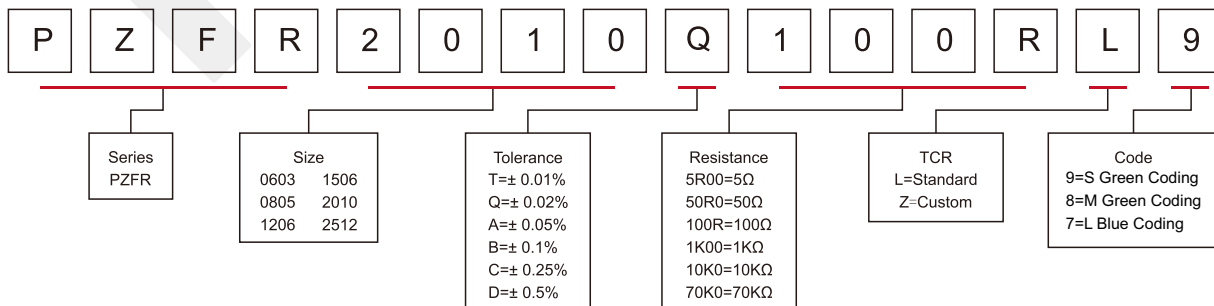 P Z F R 2 0 1 0 Q 1 0 0 R L 9
Series
PZFR
Size
0603 1506
0805 2010
1206 2512
Tolerance
T=± 0.01%
Q=± 0.02%
A=± 0.05%
B=± 0.1%
C=± 0.25%
D=± 0.5%
Resistance
5R00=5Ω
50R0=50Ω
100R=100Ω
1K00=1KΩ
10K0=10KΩ
70K0=70KΩ
TCR
L=Standard
Z=Custom
Code
9=S Green Coding
8=M Green Coding
7=L Blue Coding